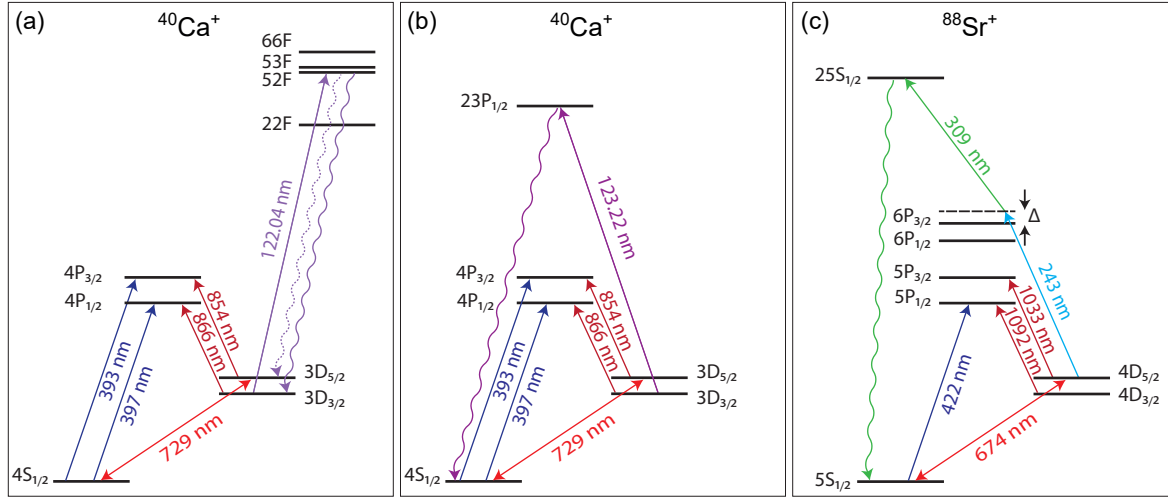 (a) ⁴⁰Ca⁺
66F
53F
52F
22F
122.04 nm
4P₃/₂
4P₁/₂
854 nm
866 nm
393 nm
397 nm
3D₅/₂
3D₃/₂
729 nm
4S₁/₂
(b) ⁴⁰Ca⁺
23P₁/₂
123.22 nm
4P₃/₂
4P₁/₂
854 nm
866 nm
393 nm
397 nm
3D₅/₂
3D₃/₂
729 nm
4S₁/₂
(c) ⁸⁸Sr⁺
25S₁/₂
309 nm
6P₃/₂
Δ
6P₁/₂
243 nm
5P₃/₂
5P₁/₂
1033 nm
1092 nm
422 nm
4D₅/₂
4D₃/₂
674 nm
5S₁/₂